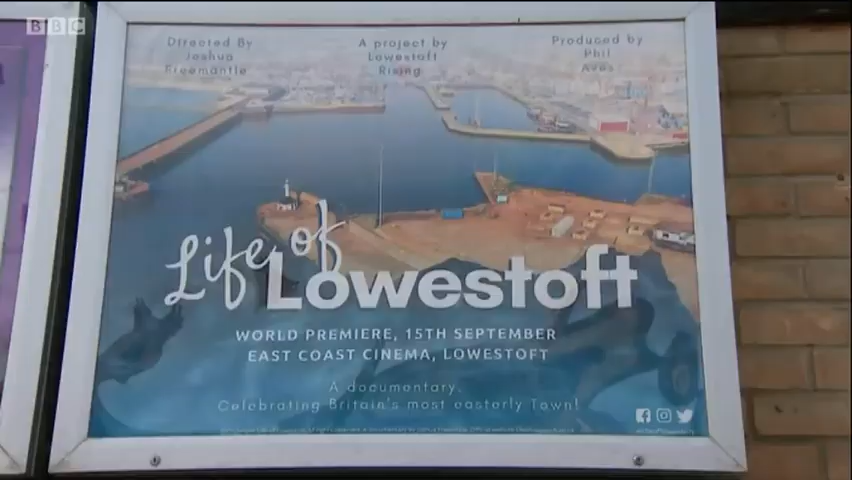 BBC
Directed By
Joshua
Freemantle
A project by
Lowestoft
Rising
Produced by
Phil
Aves
Life of
Lowestoft
WORLD PREMIERE, 15TH SEPTEMBER
EAST COAST CINEMA, LOWESTOFT
A documentary.
Celebrating Britain's most easterly Town!